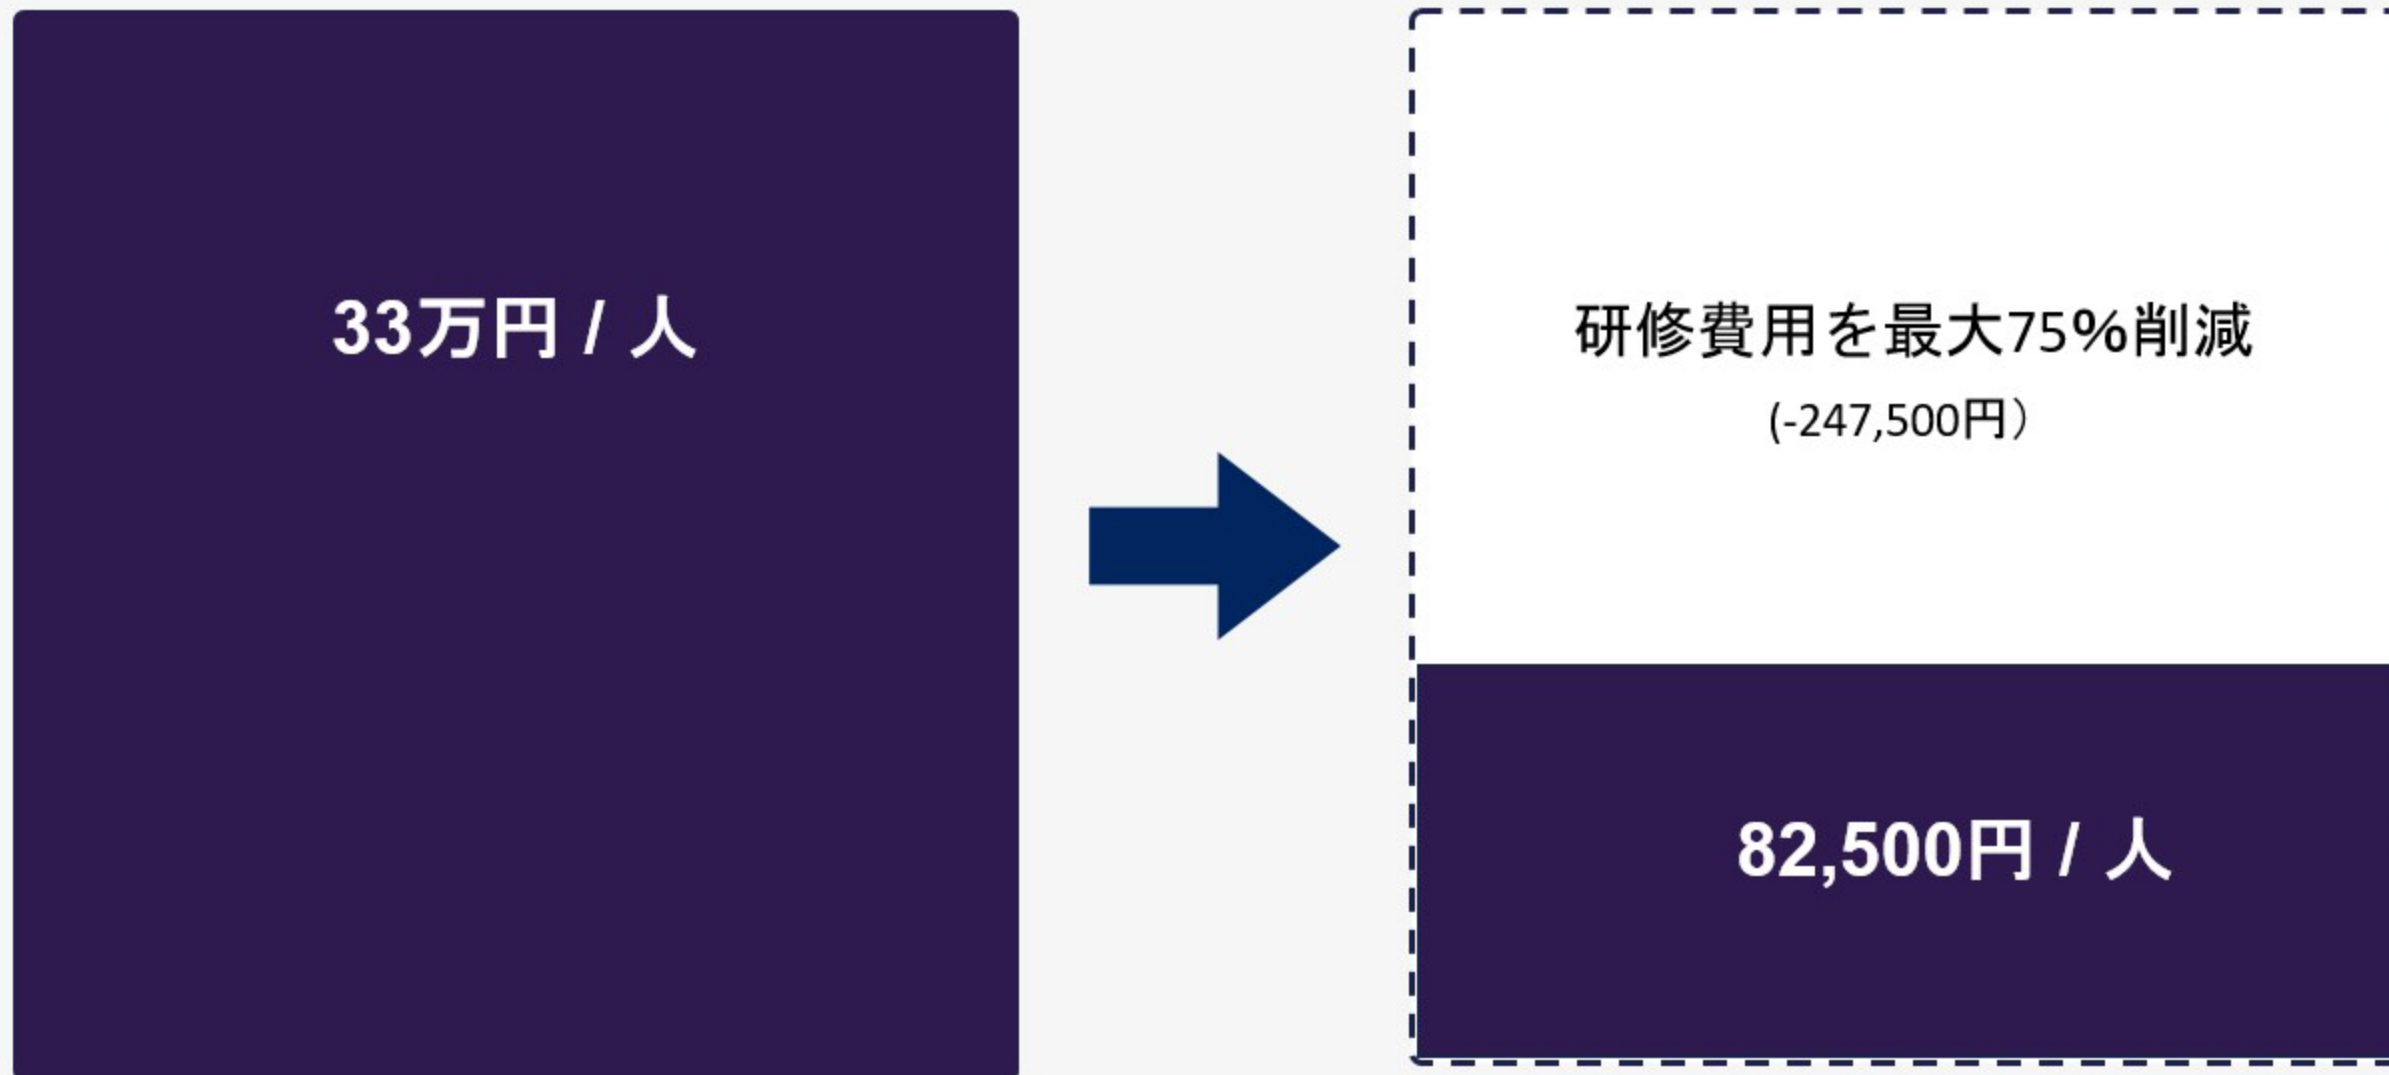 33万円 / 人
研修費用を最大75%削減
(-247,500円）
82,500円 / 人